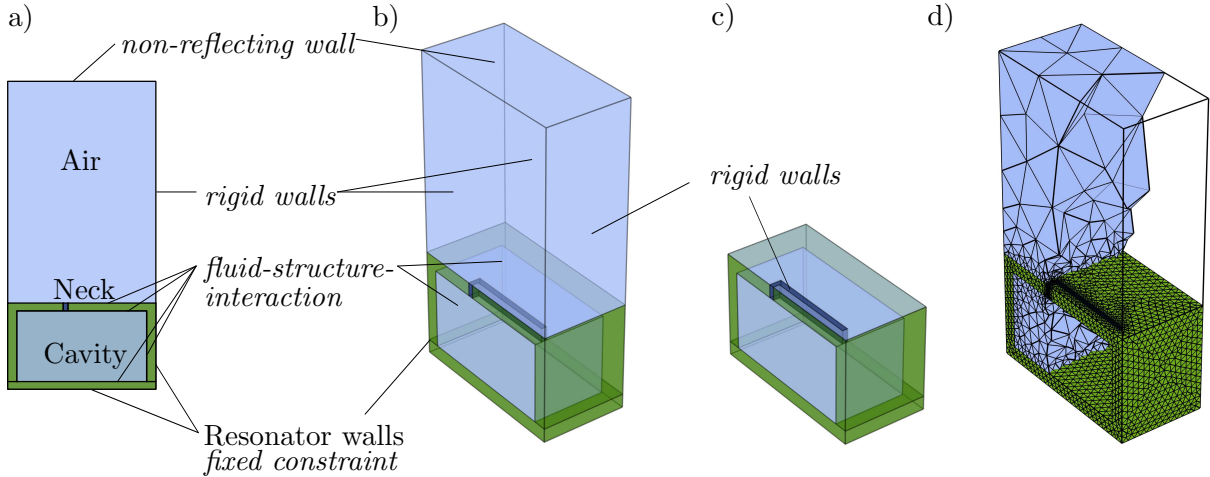 a)
b)
c)
d)
non-reflecting wall
Air
rigid walls
rigid walls
fluid-structure-
interaction
Neck
Cavity
Resonator walls
fixed constraint